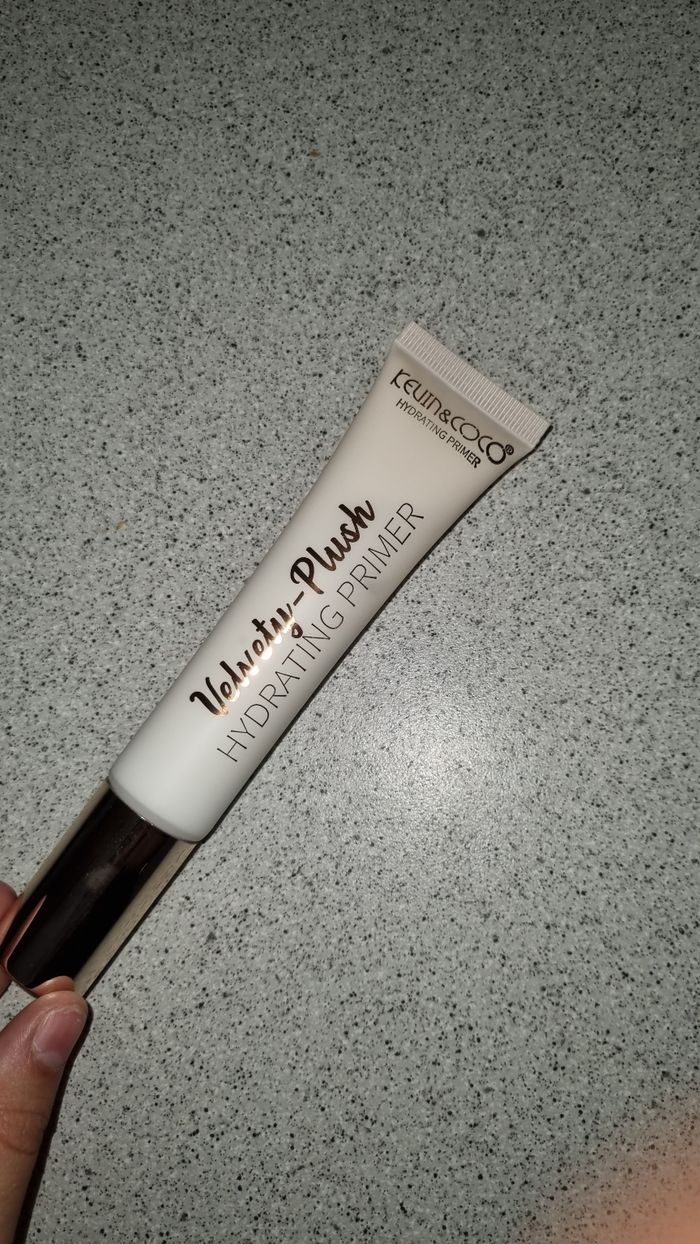 KEVIN&COCO®
HYDRATING PRIMER
Velvety-Plush
HYDRATING PRIMER